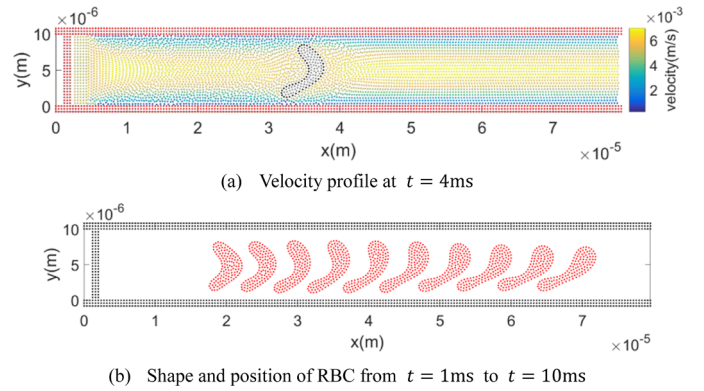 ×10⁻⁶
×10⁻³
10
5
0
y(m)
6
4
2
velocity(m/s)
0 1 2 3 4 5 6 7
x(m)
×10⁻⁵
(a) Velocity profile at t = 4ms
×10⁻⁶
10
5
0
y(m)
0 1 2 3 4 5 6 7
x(m)
×10⁻⁵
(b) Shape and position of RBC from t = 1ms to t = 10ms